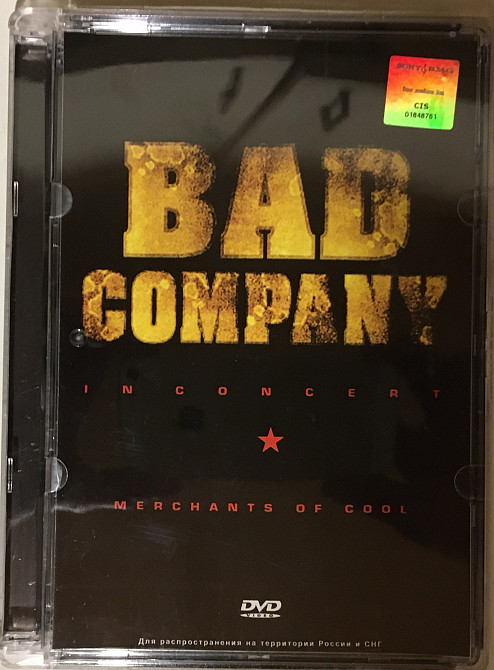 SONY BMG
CIS
01848761
BAD
COMPANY
IN CONCERT
MERCHANTS OF COOL
DVD
VIDEO
Для распространения на территории России и СНГ